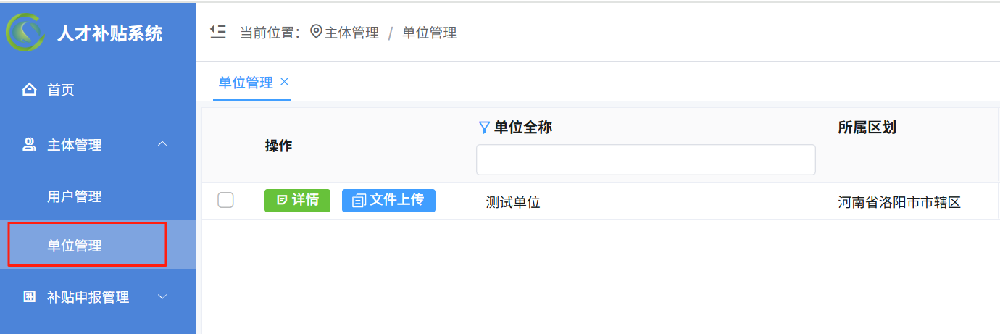 人才补贴系统
首页
主体管理
用户管理
单位管理
补贴申报管理
当前位置：主体管理 / 单位管理
单位管理
操作
单位全称
所属区划
详情
文件上传
测试单位
河南省洛阳市市辖区